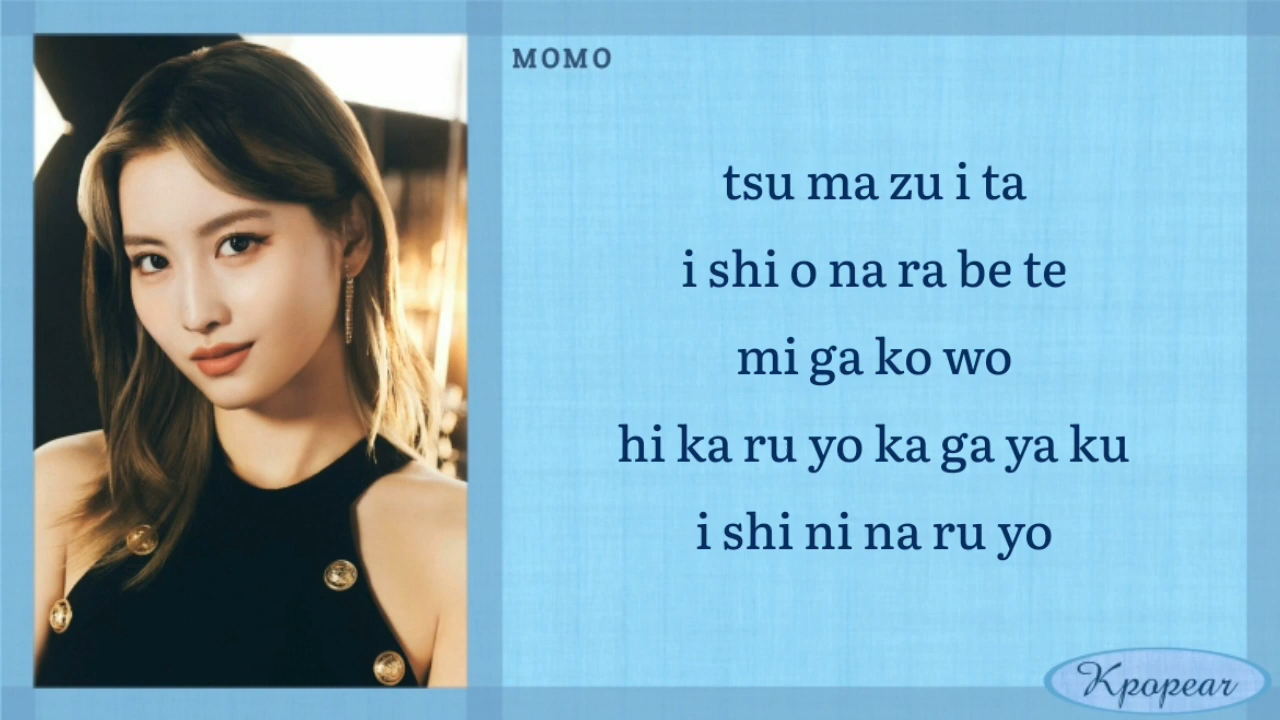 MOMO
tsu ma zu i ta
i shi o na ra be te
mi ga ko wo
hi ka ru yo ka ga ya ku
i shi ni na ru yo
Kpopear